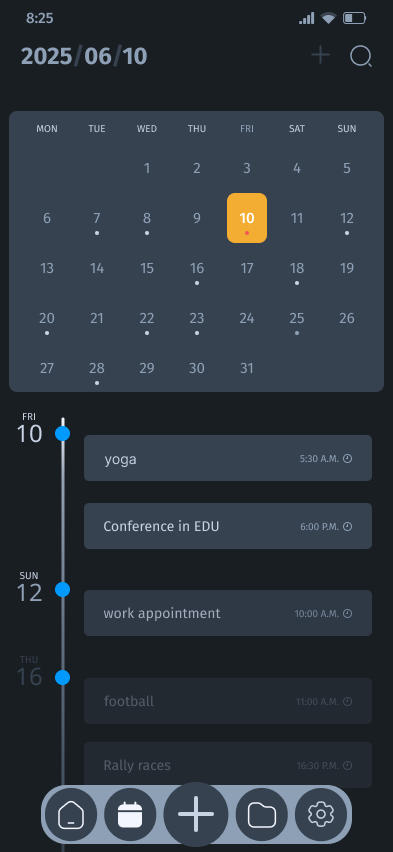 8:25
2025/06/10
MON TUE WED THU FRI SAT SUN
1 2 3 4 5
6 7 8 9 10 11 12
13 14 15 16 17 18 19
20 21 22 23 24 25 26
27 28 29 30 31
FRI
10
yoga 5:30 A.M.
Conference in EDU 6:00 P.M.
SUN
12
work appointment 10:00 A.M.
THU
16
football 11:00 A.M.
Rally races 16:30 P.M.